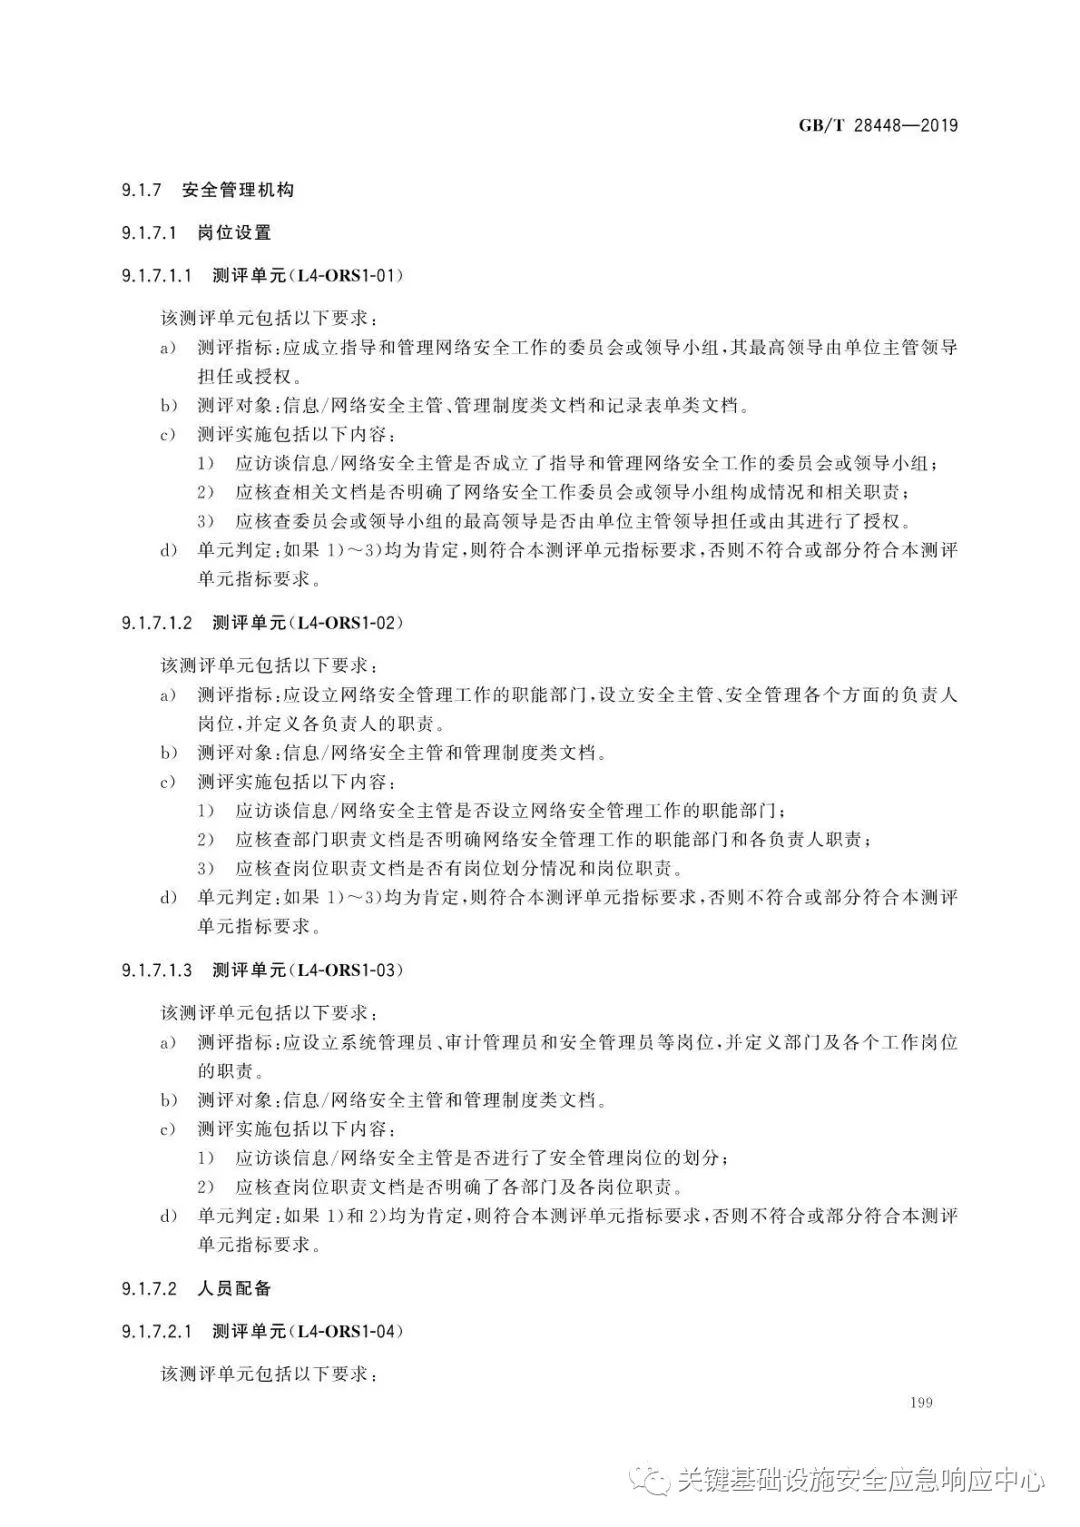 GB/T 28448—2019
9.1.7 安全管理机构
9.1.7.1 岗位设置
9.1.7.1.1 测评单元(L4-ORS1-01)
该测评单元包括以下要求:
a) 测评指标:应成立指导和管理网络安全工作的委员会或领导小组,其最高领导由单位主管领导
担任或授权。
b) 测评对象:信息/网络安全主管、管理制度类文档和记录表单类文档。
c) 测评实施包括以下内容:
1) 应访谈信息/网络安全主管是否成立了指导和管理网络安全工作的委员会或领导小组;
2) 应核查相关文档是否明确了网络安全工作委员会或领导小组构成情况和相关职责;
3) 应核查委员会或领导小组的最高领导是否由单位主管领导担任或由其进行了授权。
d) 单元判定:如果 1)~3)均为肯定,则符合本测评单元指标要求,否则不符合或部分符合本测评
单元指标要求。
9.1.7.1.2 测评单元(L4-ORS1-02)
该测评单元包括以下要求:
a) 测评指标:应设立网络安全管理工作的职能部门,设立安全主管、安全管理各个方面的负责人
岗位,并定义各负责人的职责。
b) 测评对象:信息/网络安全主管和管理制度类文档。
c) 测评实施包括以下内容:
1) 应访谈信息/网络安全主管是否设立网络安全管理工作的职能部门;
2) 应核查部门职责文档是否明确网络安全管理工作的职能部门和各负责人职责;
3) 应核查岗位职责文档是否有岗位划分情况和岗位职责。
d) 单元判定:如果 1)~3)均为肯定,则符合本测评单元指标要求,否则不符合或部分符合本测评
单元指标要求。
9.1.7.1.3 测评单元(L4-ORS1-03)
该测评单元包括以下要求:
a) 测评指标:应设立系统管理员、审计管理员和安全管理员等岗位,并定义部门及各个工作岗位
的职责。
b) 测评对象:信息/网络安全主管和管理制度类文档。
c) 测评实施包括以下内容:
1) 应访谈信息/网络安全主管是否进行了安全管理岗位的划分;
2) 应核查岗位职责文档是否明确了各部门及各岗位职责。
d) 单元判定:如果 1)和 2)均为肯定,则符合本测评单元指标要求,否则不符合或部分符合本测评
单元指标要求。
9.1.7.2 人员配备
9.1.7.2.1 测评单元(L4-ORS1-04)
该测评单元包括以下要求:
199
关键基础设施安全应急响应中心